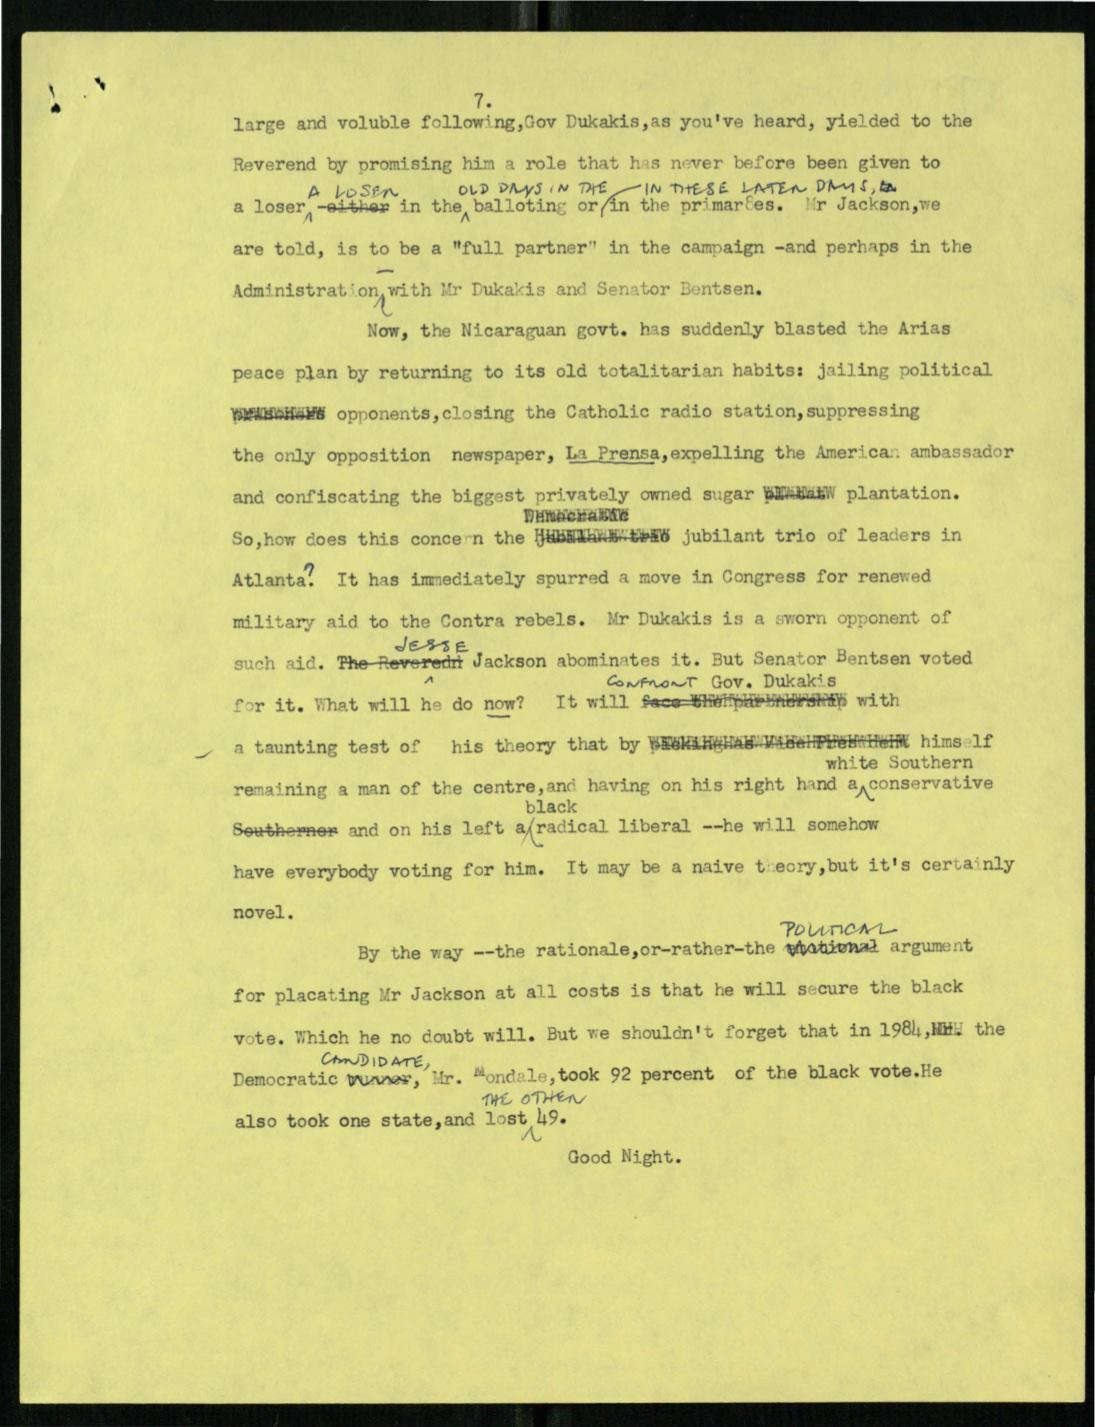 7.
large and voluble following,Gov Dukakis,as you've heard, yielded to the
Reverend by promising him a role that has never before been given to
A LOSER OLD DAYS IN THE IN THESE LATER DAYS,
a loser -either in the balloting or in the primar8es. Mr Jackson,we
are told, is to be a "full partner" in the campaign -and perhaps in the
Administration with Mr Dukakis and Senator Bentsen.
Now, the Nicaraguan govt. has suddenly blasted the Arias
peace plan by returning to its old totalitarian habits: jailing political
opponents,closing the Catholic radio station,suppressing
the only opposition newspaper, La Prensa,expelling the American ambassador
and confiscating the biggest privately owned sugar plantation.
Democratic
So,how does this concern the jubilant trio jubilant trio of leaders in
Atlanta? It has immediately spurred a move in Congress for renewed
military aid to the Contra rebels. Mr Dukakis is a sworn opponent of
JESSE
such aid. The Reveredn Jackson abominates it. But Senator Bentsen voted
CONFRONT Gov. Dukakis
for it. What will he do now? It will face the partnership with
a taunting test of his theory that by picking as Vice President himself
white Southern
remaining a man of the centre,and having on his right hand a conservative
black
Southerner and on his left a radical liberal --he will somehow
have everybody voting for him. It may be a naive theory,but it's certainly
novel.
POLITICAL
By the way --the rationale,or-rather-the argument
for placating Mr Jackson at all costs is that he will secure the black
vote. Which he no doubt will. But we shouldn't forget that in 1984, the
CANDIDATE,
Democratic runner, Mr. Mondale,took 92 percent of the black vote.He
THE OTHER
also took one state,and lost 49.
Good Night.